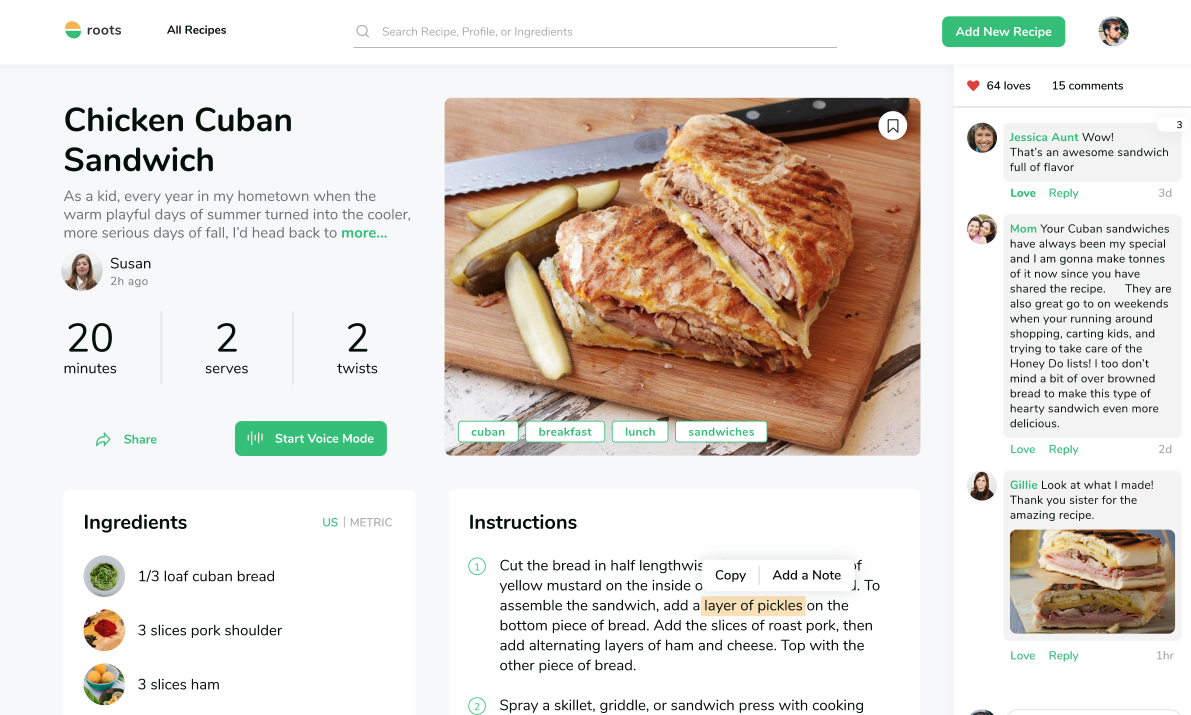 roots
All Recipes
Search Recipe, Profile, or Ingredients
Add New Recipe
Chicken Cuban
Sandwich
As a kid, every year in my hometown when the
warm playful days of summer turned into the cooler,
more serious days of fall, I'd head back to more...
Susan
2h ago
20
minutes
2
serves
2
twists
Share
Start Voice Mode
cuban
breakfast
lunch
sandwiches
Ingredients
US | METRIC
1/3 loaf cuban bread
3 slices pork shoulder
3 slices ham
Instructions
1
Cut the bread in half lengthwis of
Copy
Add a Note
yellow mustard on the inside o . To
assemble the sandwich, add a layer of pickles on the
bottom piece of bread. Add the slices of roast pork, then
add alternating layers of ham and cheese. Top with the
other piece of bread.
2
Spray a skillet, griddle, or sandwich press with cooking
64 loves
15 comments
3
Jessica Aunt Wow!
That's an awesome sandwich
full of flavor
Love Reply 3d
Mom Your Cuban sandwiches
have always been my special
and I am gonna make tonnes
of it now since you have
shared the recipe. They are
also great go to on weekends
when your running around
shopping, carting kids, and
trying to take care of the
Honey Do lists! I too don't
mind a bit of over browned
bread to make this type of
hearty sandwich even more
delicious.
Love Reply 2d
Gillie Look at what I made!
Thank you sister for the
amazing recipe.
Love Reply 1hr